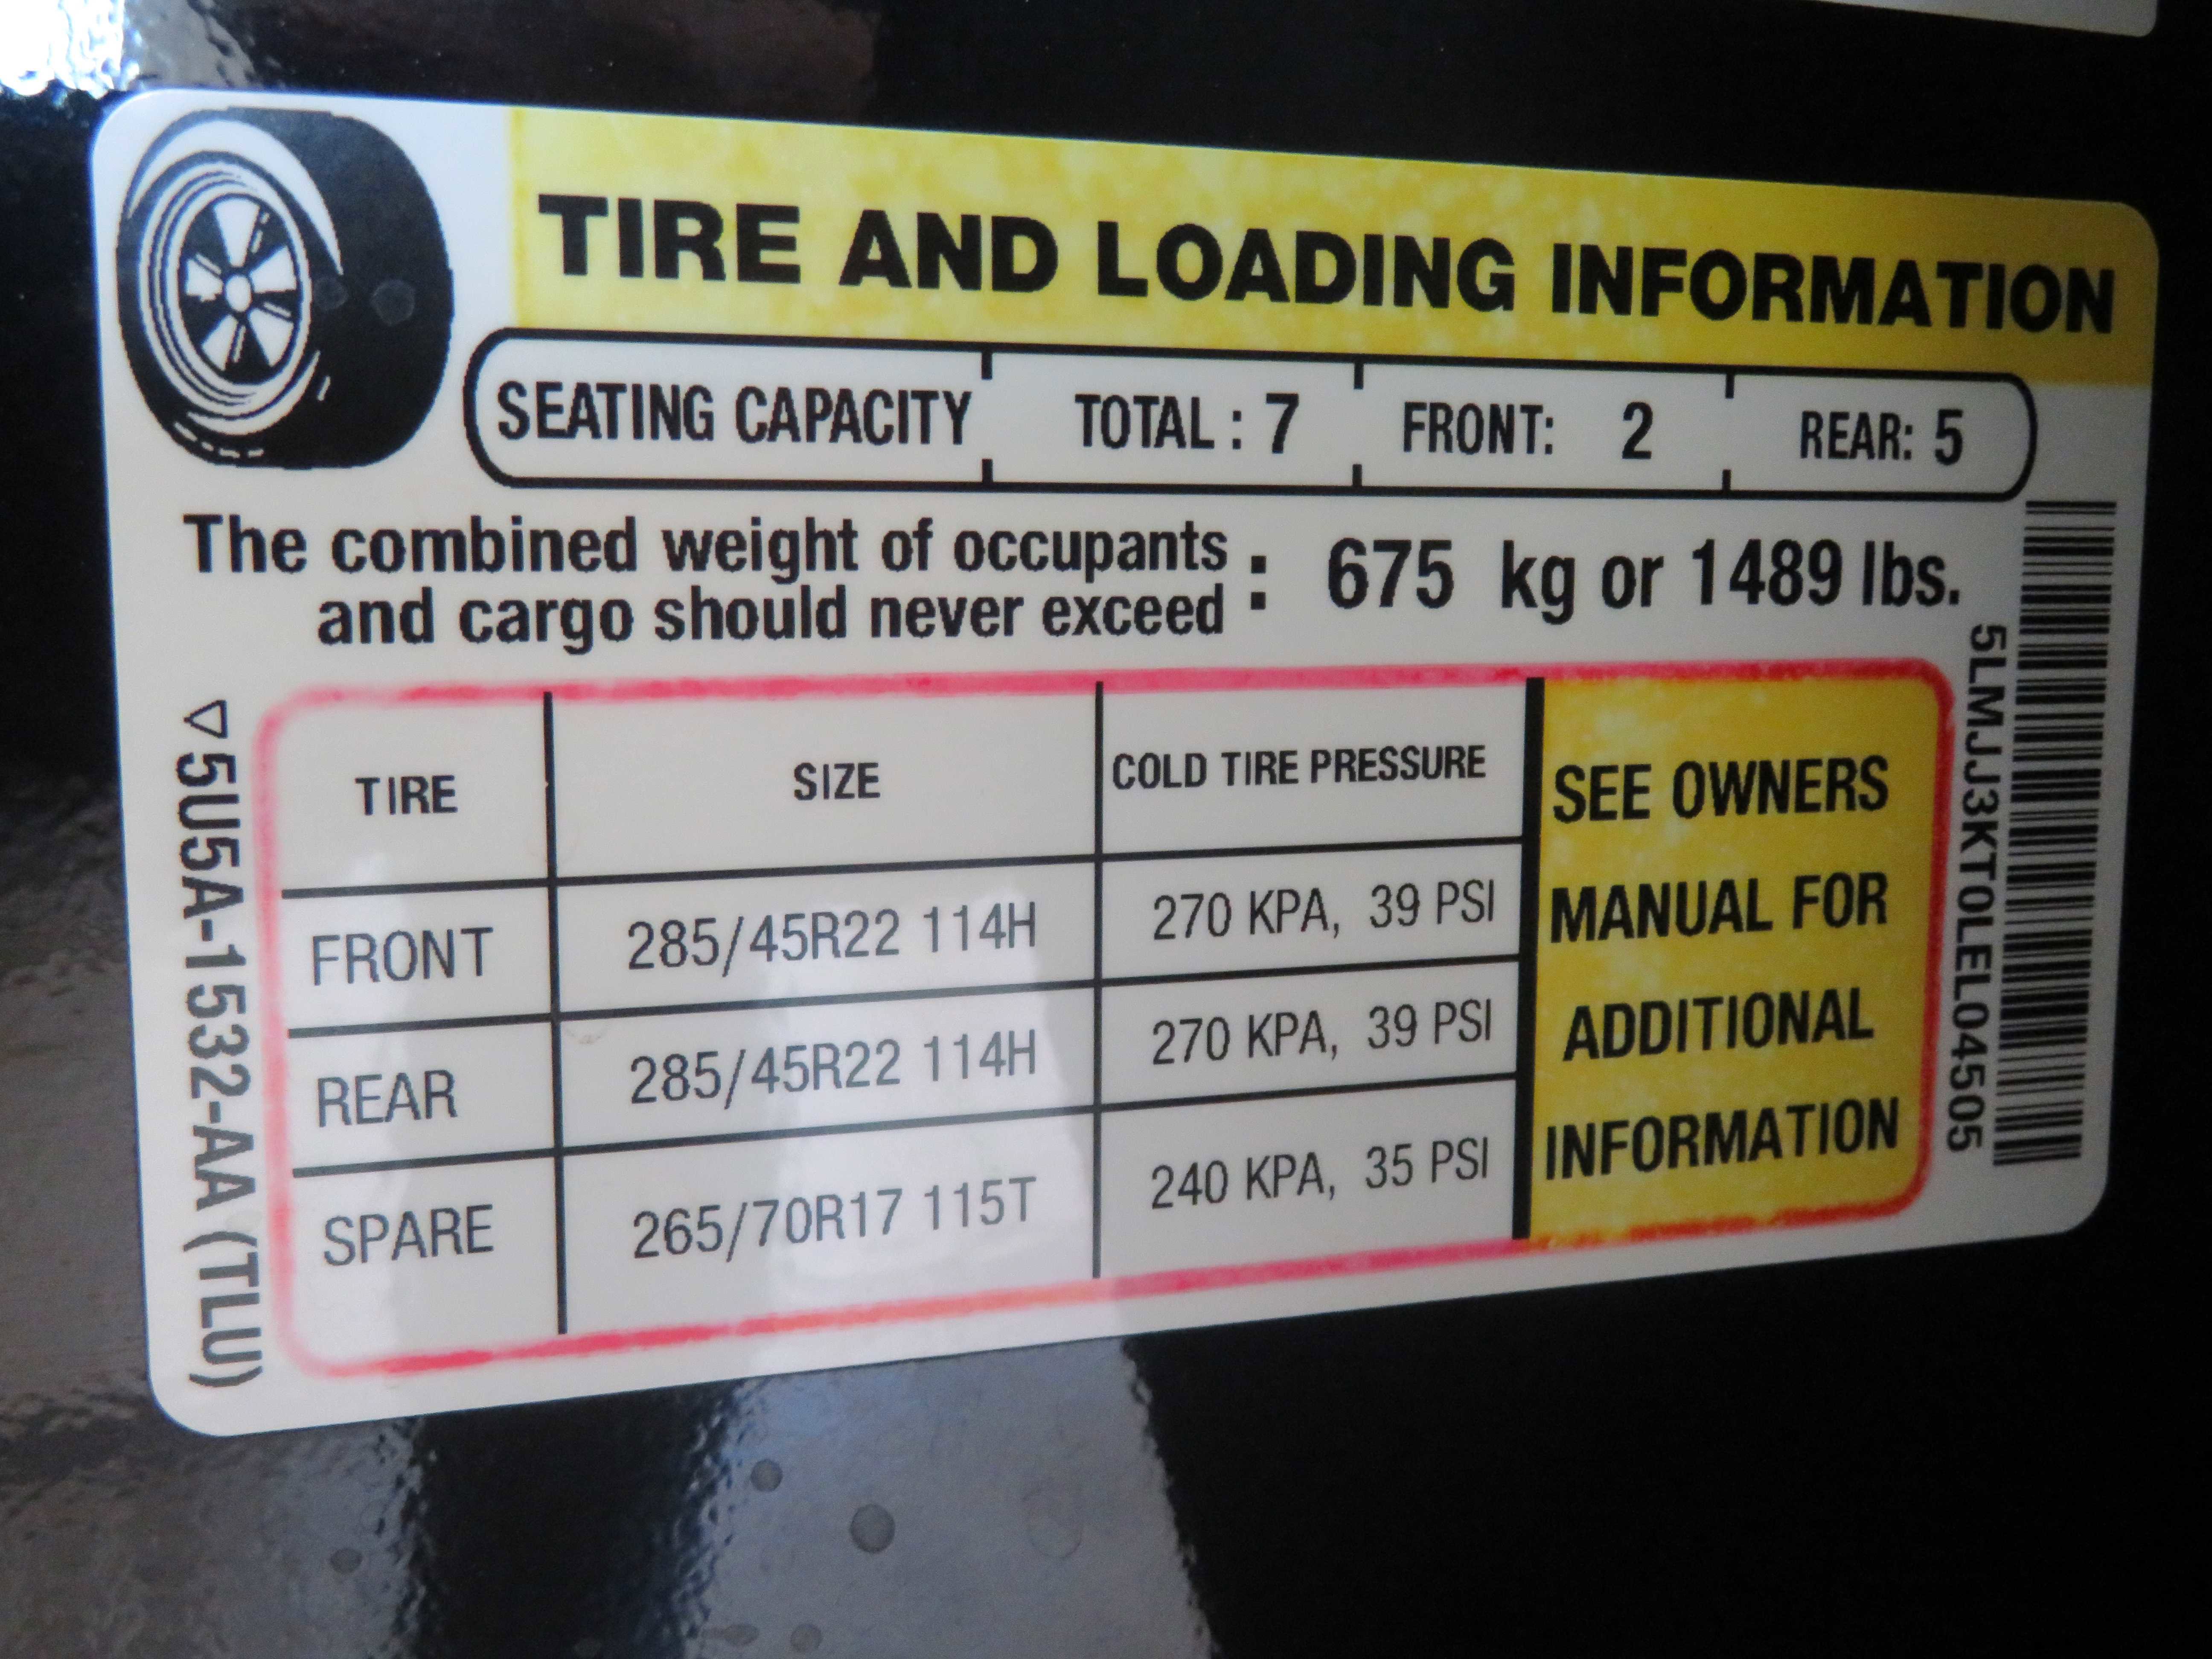 TIRE AND LOADING INFORMATION
SEATING CAPACITY TOTAL : 7 FRONT: 2 REAR: 5
The combined weight of occupants
and cargo should never exceed : 675 kg or 1489 lbs.
TIRE SIZE COLD TIRE PRESSURE
FRONT 285/45R22 114H 270 KPA, 39 PSI
REAR 285/45R22 114H 270 KPA, 39 PSI
SPARE 265/70R17 115T 240 KPA, 35 PSI
SEE OWNERS
MANUAL FOR
ADDITIONAL
INFORMATION
▽5U5A-1532-AA (TLU)
5LMJJ3KT0LEL04505